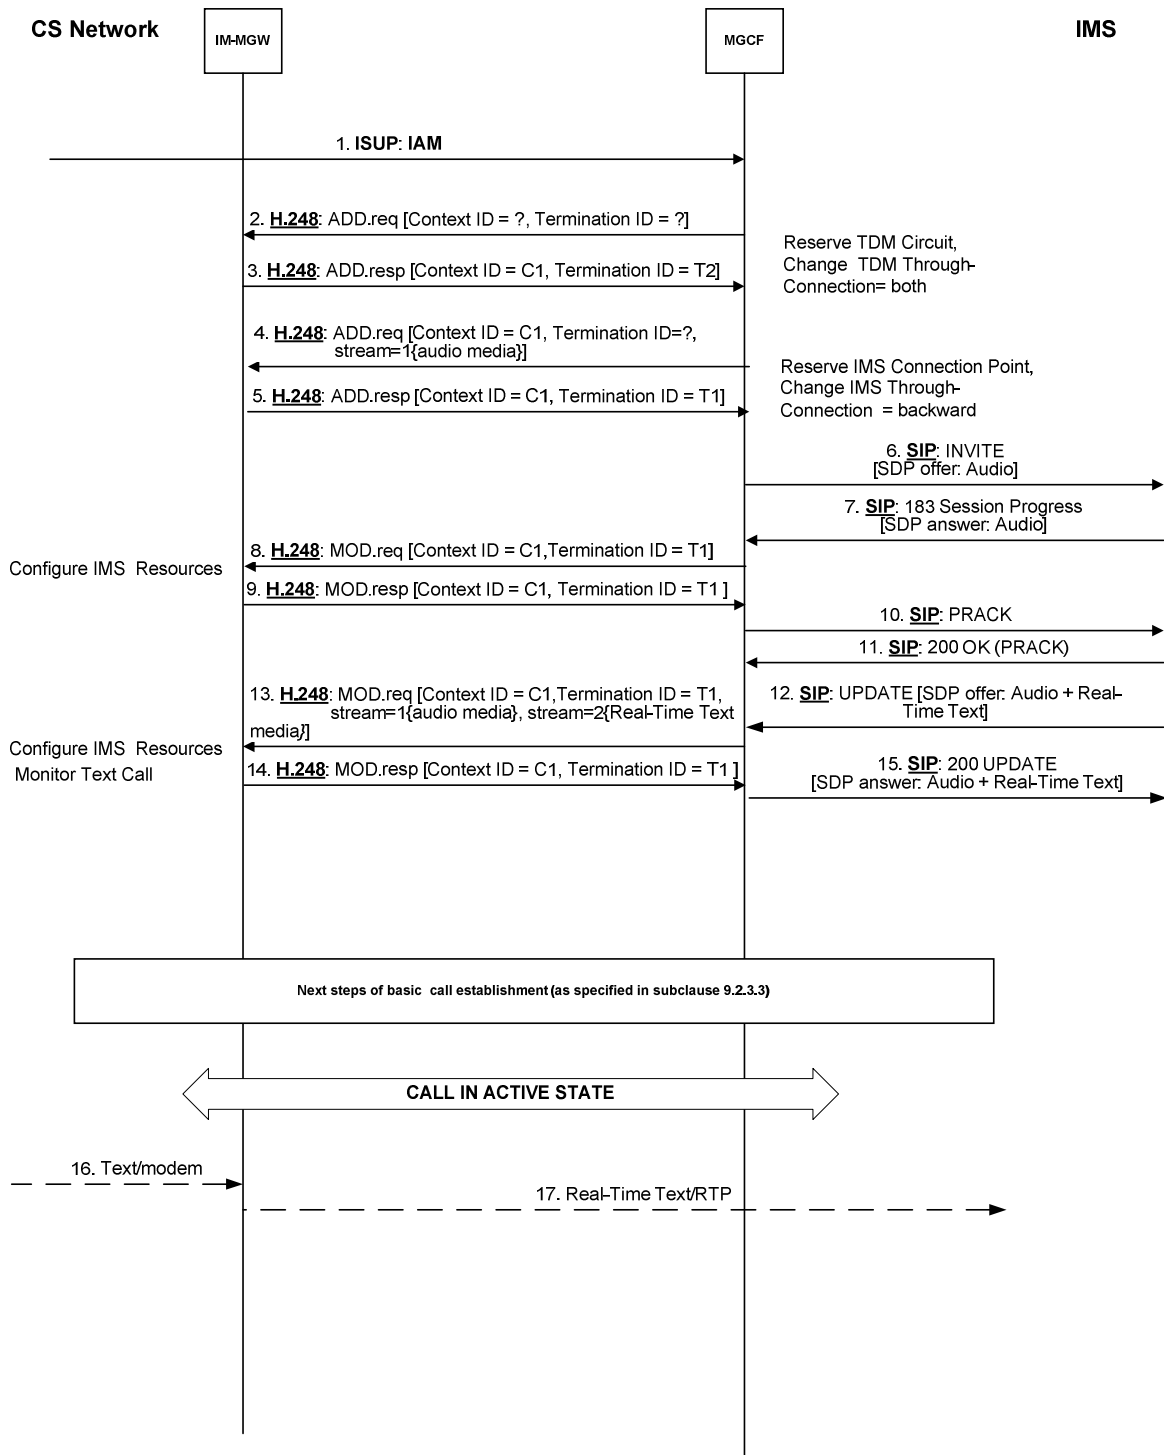 CS Network
IM-MGW
MGCF
IMS
1. ISUP: IAM
2. H.248: ADD.req [Context ID = ?, Termination ID = ?]
Reserve TDM Circuit,
Change TDM Through-
Connection= both
3. H.248: ADD.resp [Context ID = C1, Termination ID = T2]
4. H.248: ADD.req [Context ID = C1, Termination ID=?,
stream=1{audio media}]
Reserve IMS Connection Point,
Change IMS Through-
Connection = backward
5. H.248: ADD.resp [Context ID = C1, Termination ID = T1]
6. SIP: INVITE
[SDP offer: Audio]
7. SIP: 183 Session Progress
[SDP answer: Audio]
8. H.248: MOD.req [Context ID = C1,Termination ID = T1]
Configure IMS Resources
9. H.248: MOD.resp [Context ID = C1, Termination ID = T1 ]
10. SIP: PRACK
11. SIP: 200 OK (PRACK)
12. SIP: UPDATE [SDP offer: Audio + Real-
Time Text]
13. H.248: MOD.req [Context ID = C1,Termination ID = T1,
stream=1{audio media}, stream=2{Real-Time Text
media}]
Configure IMS Resources
Monitor Text Call
14. H.248: MOD.resp [Context ID = C1, Termination ID = T1 ]
15. SIP: 200 UPDATE
[SDP answer: Audio + Real-Time Text]
Next steps of basic call establishment (as specified in subclause 9.2.3.3)
CALL IN ACTIVE STATE
16. Text/modem
17. Real-Time Text/RTP